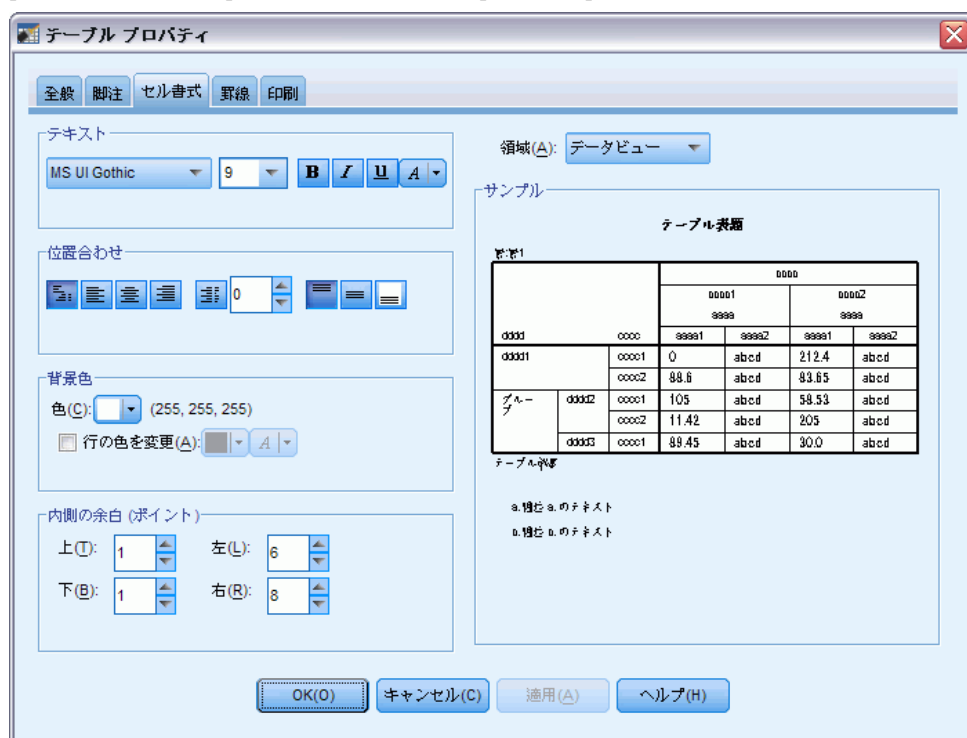 テーブル プロパティ
全般 脚注 セル書式 罫線 印刷
テキスト
MS UI Gothic 9 B I U A
位置合わせ
0
背景色
色(C): (255, 255, 255)
行の色を変更(A): A
内側の余白 (ポイント)
上(T): 1 左(L): 6
下(B): 1 右(R): 8
領域(A): データビュー
サンプル
テーブル表題
層:層1
cccc
aaaa aaaa
dddd cccc aaaa1 aaaa2 aaaa1 aaaa2
dddd1 cccc1 0 abcd 212.4 abcd
cccc2 88.6 abcd 83.65 abcd
グループ dddd2 cccc1 105 abcd 58.53 abcd
cccc2 11.42 abcd 205 abcd
dddd3 cccc1 89.45 abcd 30.0 abcd
OK(O) キャンセル(C)適用(A) ヘルプ(H)